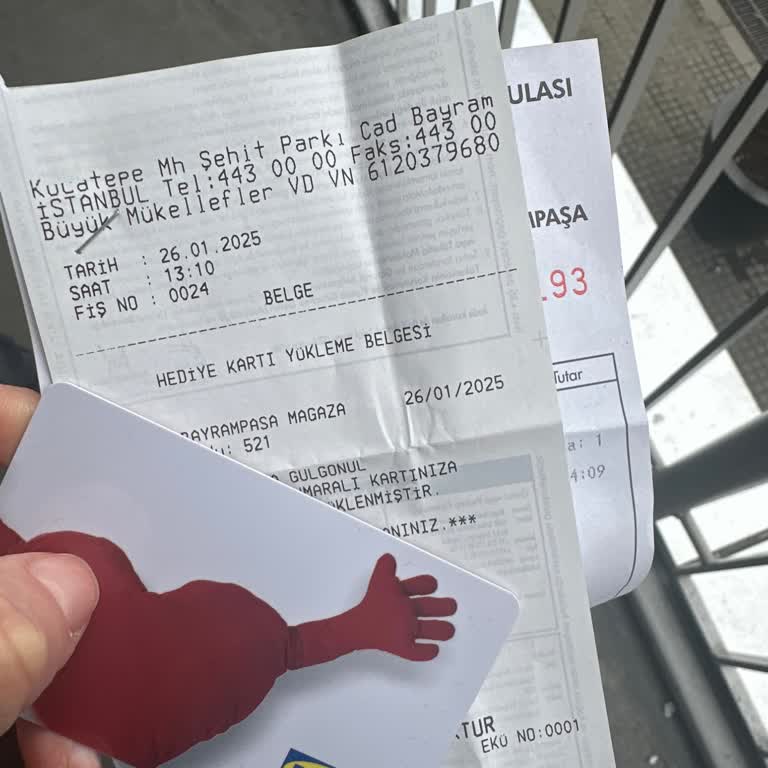 Kocatepe Mh Şehit Parkı Cad Bayram
İSTANBUL Tel:443 00 00 Faks:443 00
Büyük Mükellefler VD VN 6120379680
TARİH : 26.01.2025
SAAT : 13:10
FİŞ NO : 0024
BELGE
HEDİYE KARTI YÜKLEME BELGESİ
BAYRAMPASA MAGAZA 26/01/2025
: 521
GULGONUL
MARALI KARTINIZA
KLENMİŞTİR.
ANINIZ.***
TUR
EKÜ NO:0001
ULASI
PAŞA
.93
Tutar
a: 1
4:09